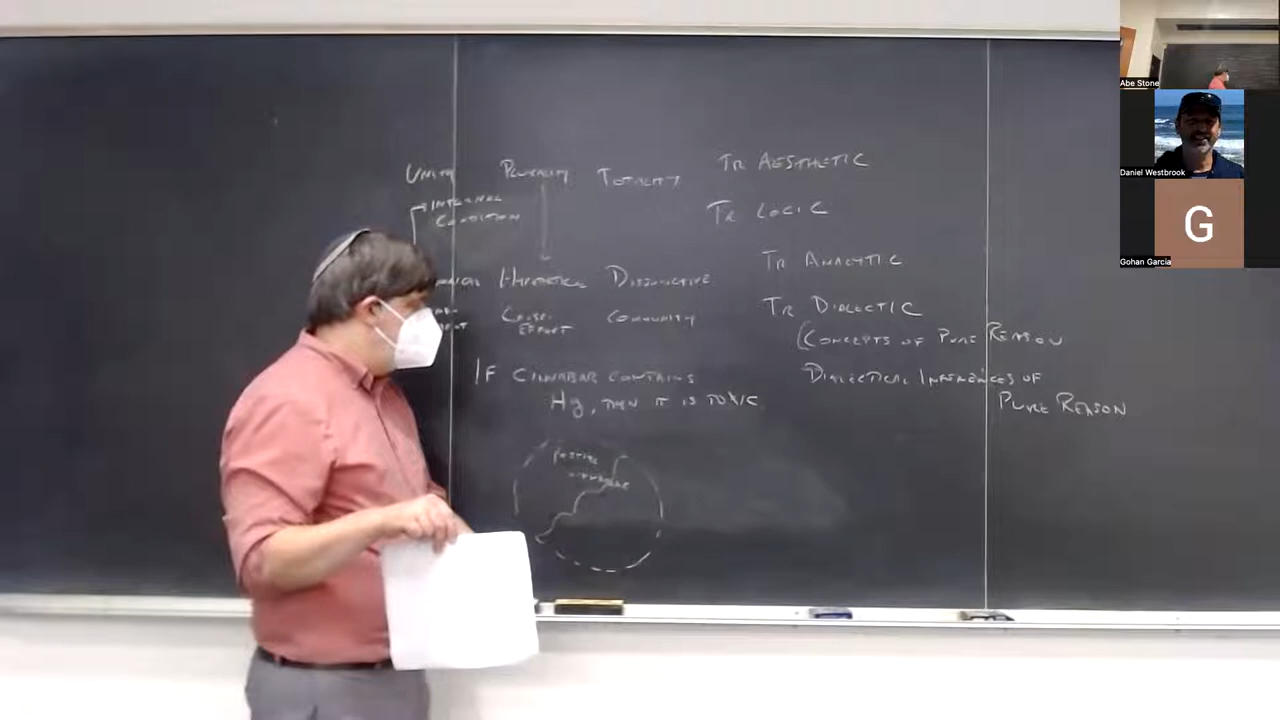 UNITY PLURALITY TOTALITY
INTERNAL
CONDITION
HYPOTHETICAL DISJUNCTIVE
CAUSE- COMMUNITY
EFFECT
IF CINNABAR CONTAINS
Hg, THEN IT IS TOXIC
POSSIBLE
TR AESTHETIC
TR LOGIC
TR ANALYTIC
TR DIALECTIC
(CONCEPTS OF PURE REASON
DIALECTICAL INFERENCES OF
PURE REASON
Abe Stone
Daniel Westbrook
G
Gohan Garcia